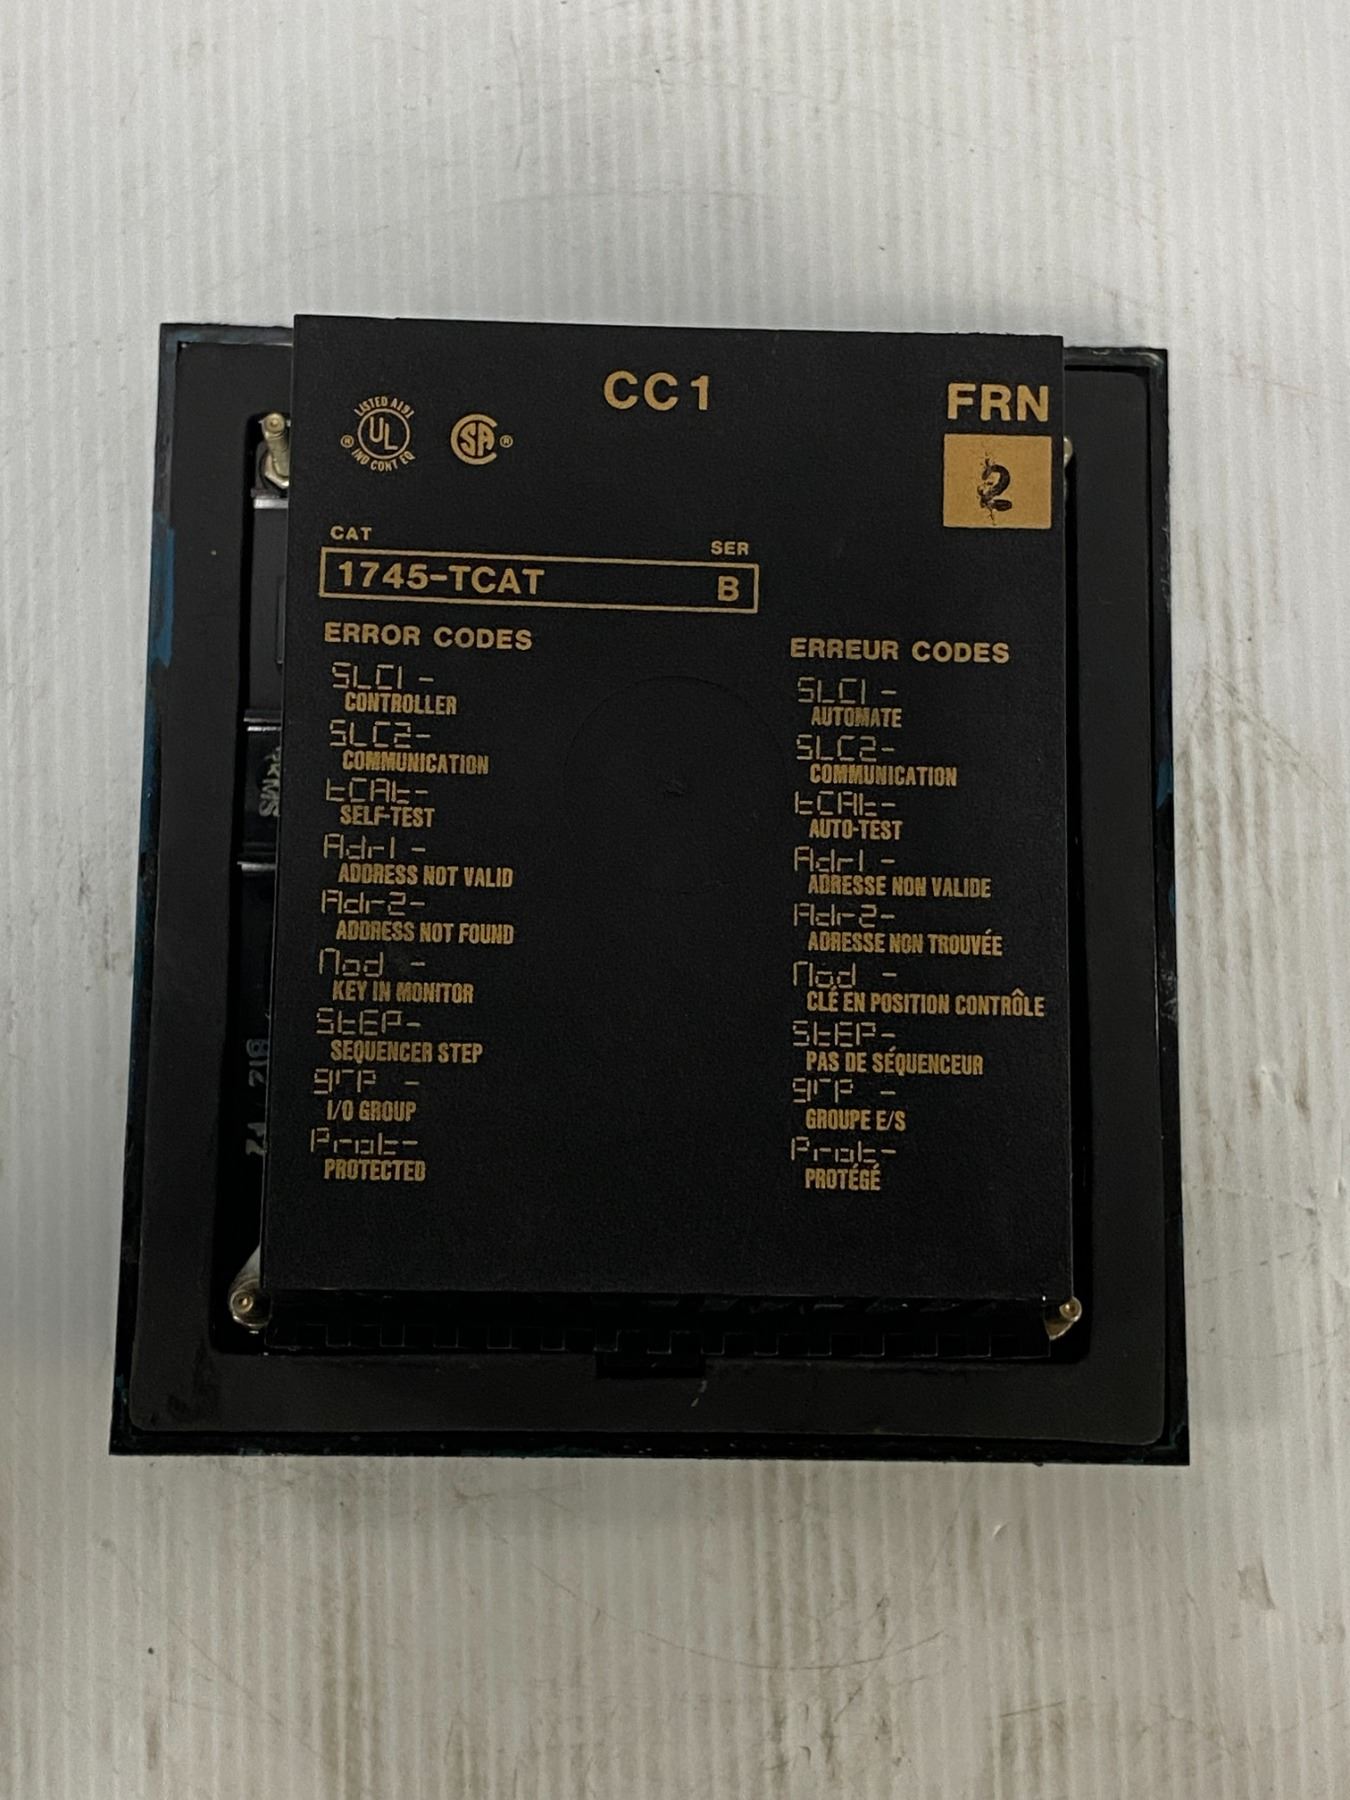 CC1
FRN
2
LISTED A191
UL ®
IND CONT EQ
SA ®
CAT
SER
1745-TCAT B
ERROR CODES
SLC1-
CONTROLLER
SLC2-
COMMUNICATION
tCAt-
SELF-TEST
Adr1-
ADDRESS NOT VALID
Adr2-
ADDRESS NOT FOUND
Mod -
KEY IN MONITOR
StEP-
SEQUENCER STEP
grP -
I/O GROUP
Prot-
PROTECTED
ERREUR CODES
SLC1-
AUTOMATE
SLC2-
COMMUNICATION
tCAt-
AUTO-TEST
Adr1-
ADRESSE NON VALIDE
Adr2-
ADRESSE NON TROUVÉE
Mod -
CLÉ EN POSITION CONTRÔLE
StEP-
PAS DE SÉQUENCEUR
grP -
GROUPE E/S
Prot-
PROTÉGÉ